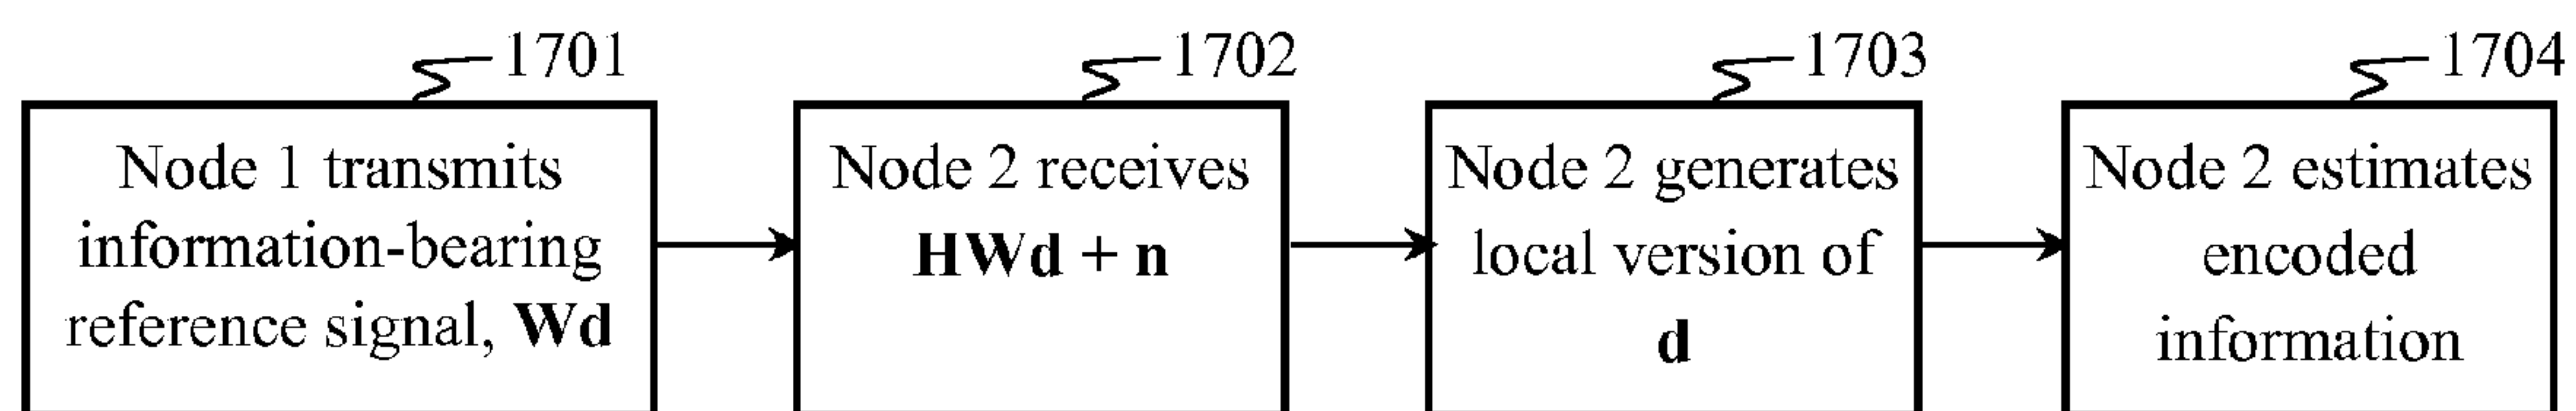 1701
Node 1 transmits
information-bearing
reference signal, Wd
1702
Node 2 receives
HWd + n
1703
Node 2 generates
local version of
d
1704
Node 2 estimates
encoded
information